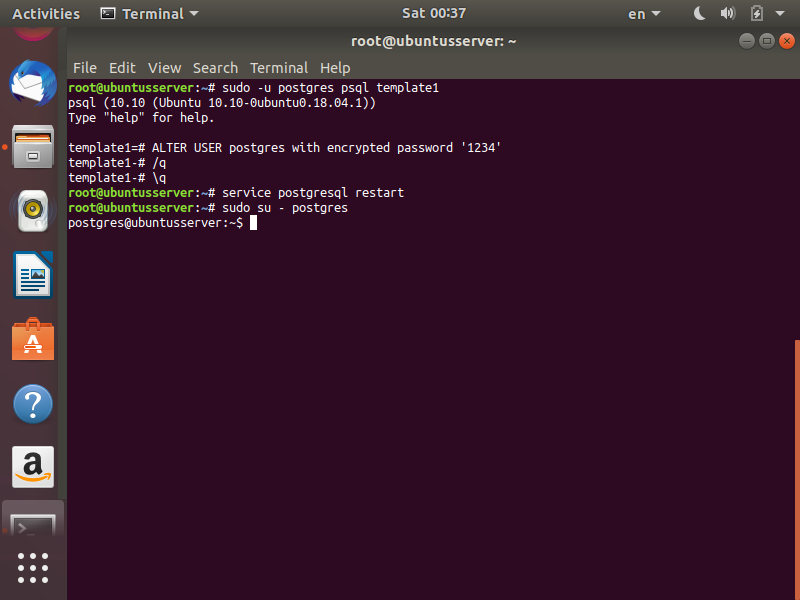 Activities Terminal Sat 00:37 en
root@ubuntusserver: ~
File Edit View Search Terminal Help
root@ubuntusserver:~# sudo -u postgres psql template1
psql (10.10 (Ubuntu 10.10-0ubuntu0.18.04.1))
Type "help" for help.
template1=# ALTER USER postgres with encrypted password '1234'
template1-# /q
template1-# \q
root@ubuntusserver:~# service postgresql restart
root@ubuntusserver:~# sudo su - postgres
postgres@ubuntusserver:~$